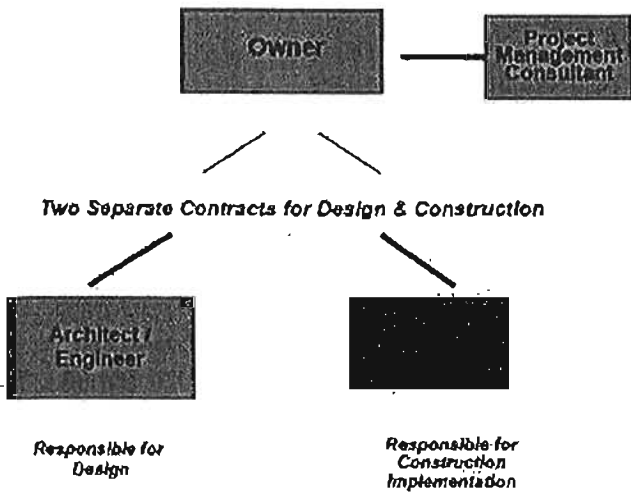 Owner
Project
Management
Consultant
Two Separate Contracts for Design & Construction
Architect /
Engineer
Responsible for
Design
Responsible for
Construction
Implementation